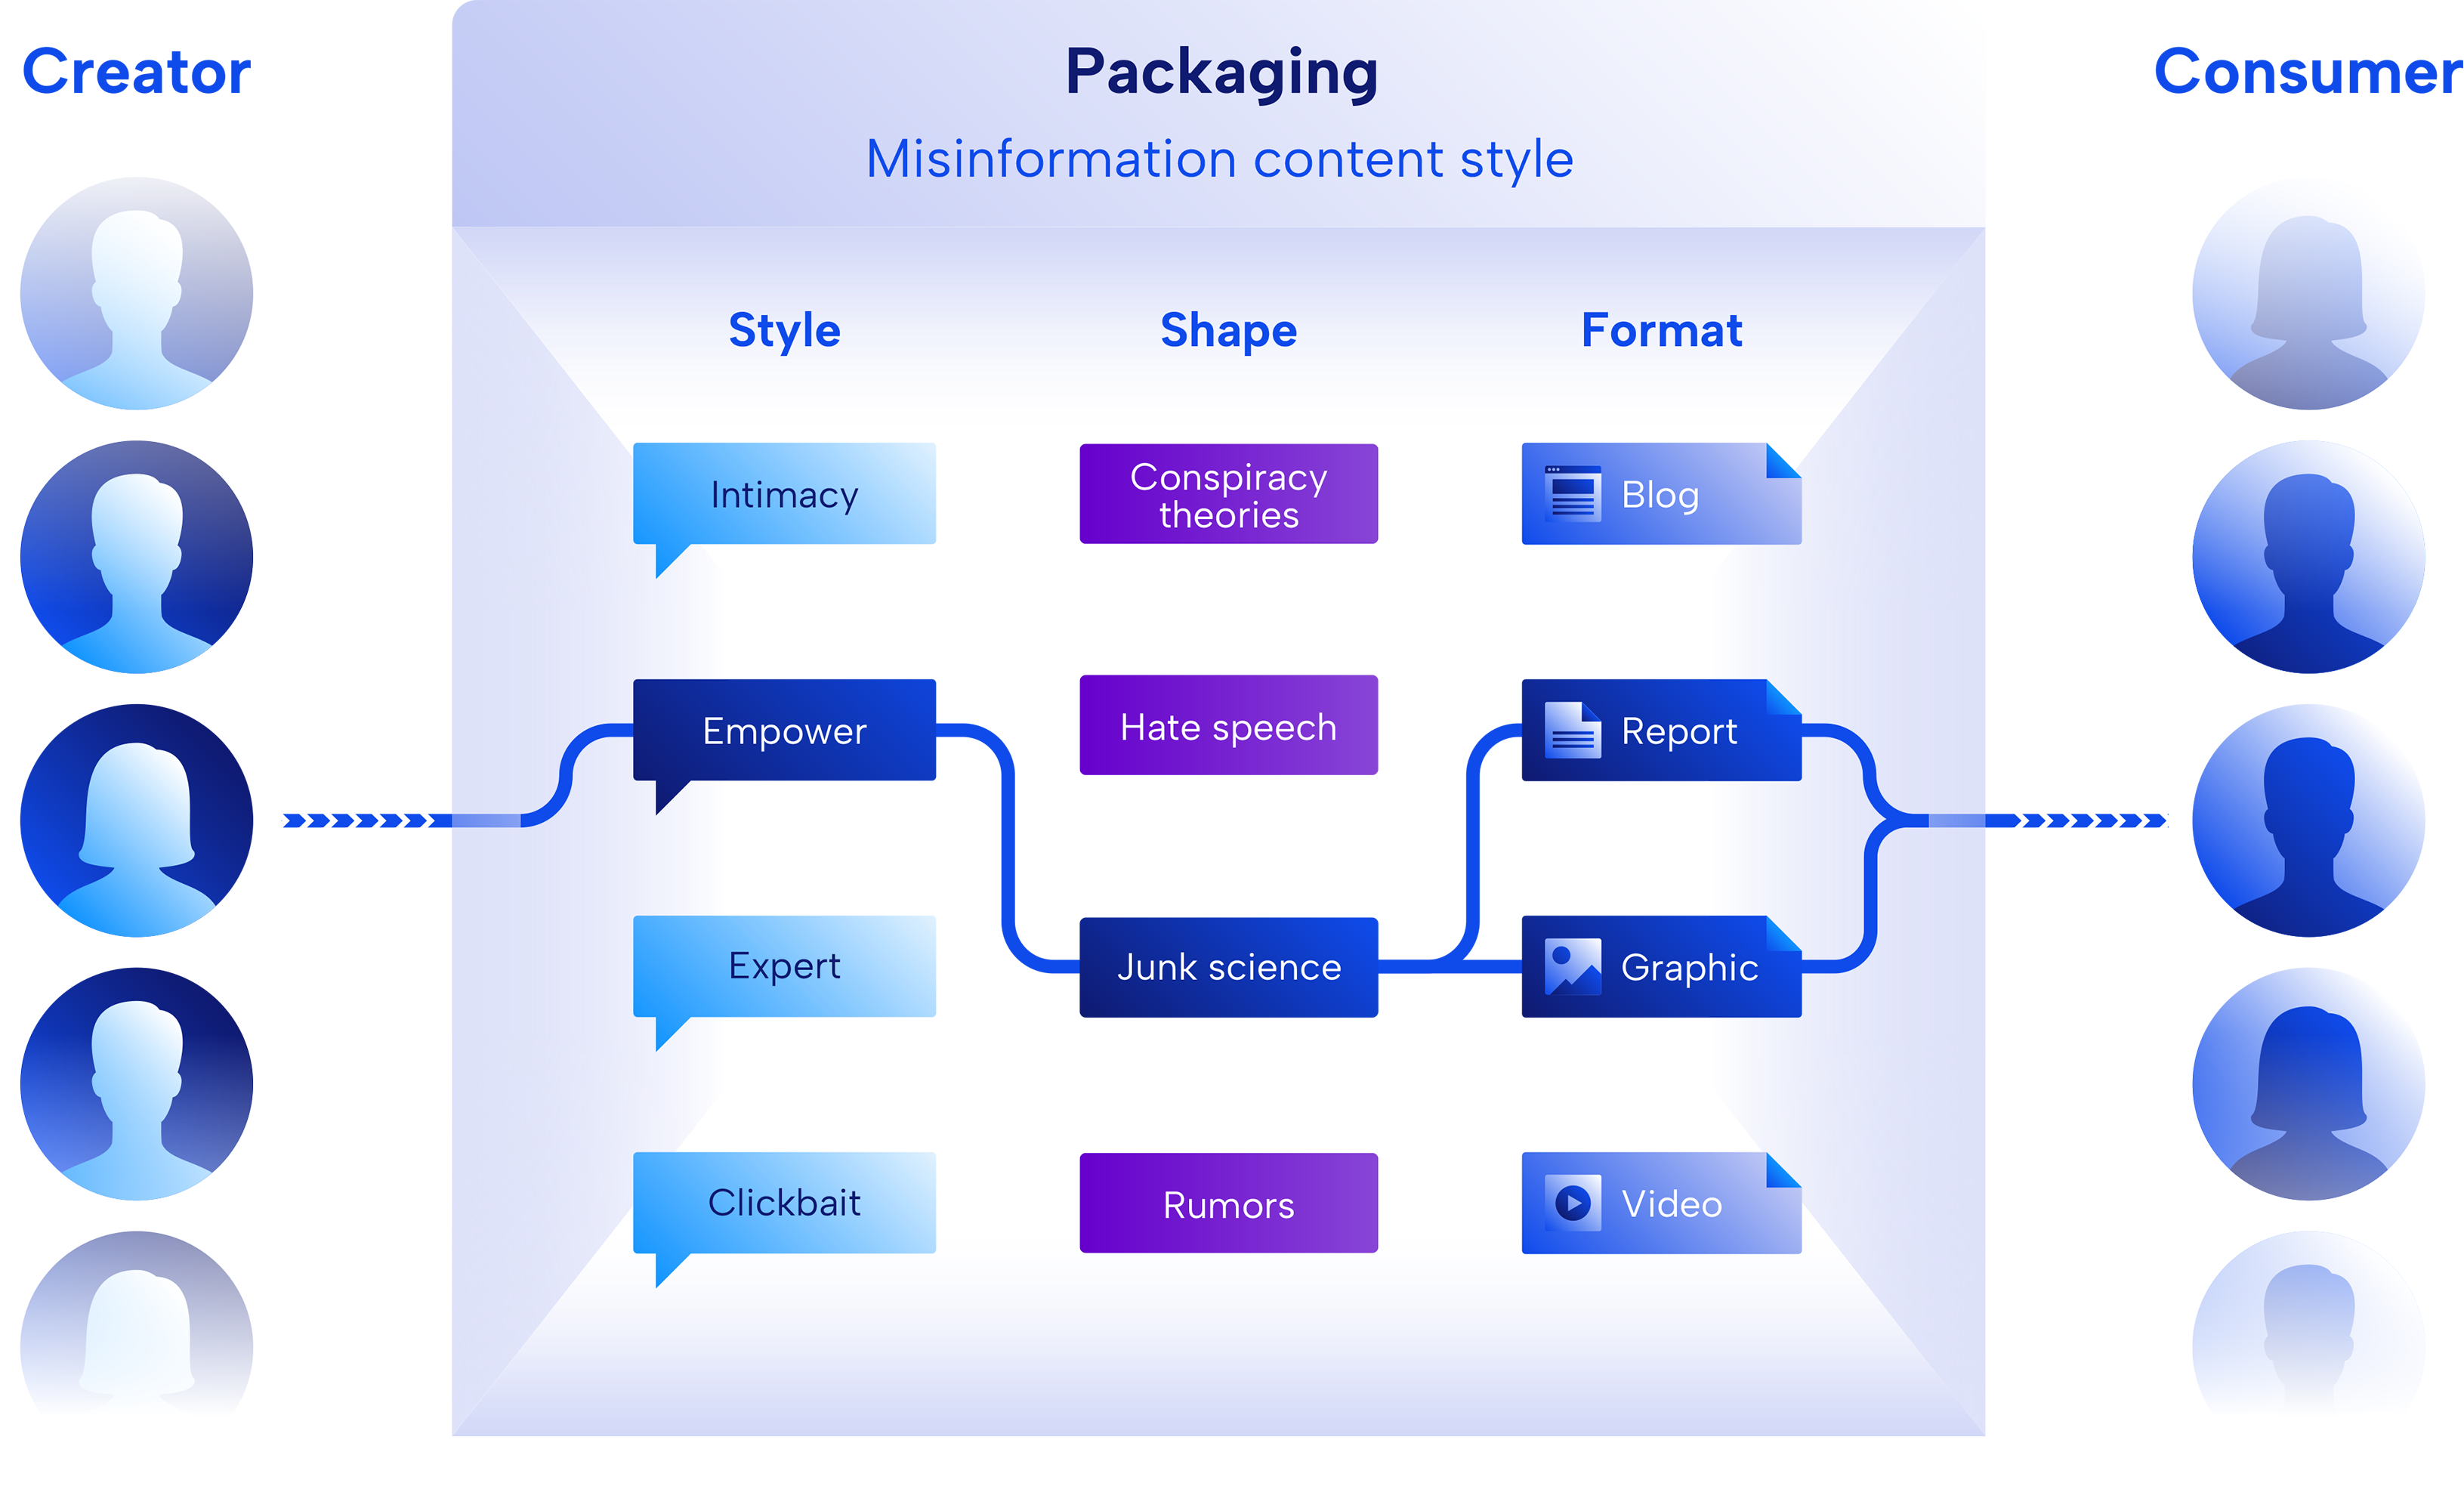 Creator
Packaging
Consumer
Misinformation content style
Style
Shape
Format
Intimacy
Conspiracy
theories
Blog
Empower
Hate speech
Report
Expert
Junk science
Graphic
Clickbait
Rumors
Video